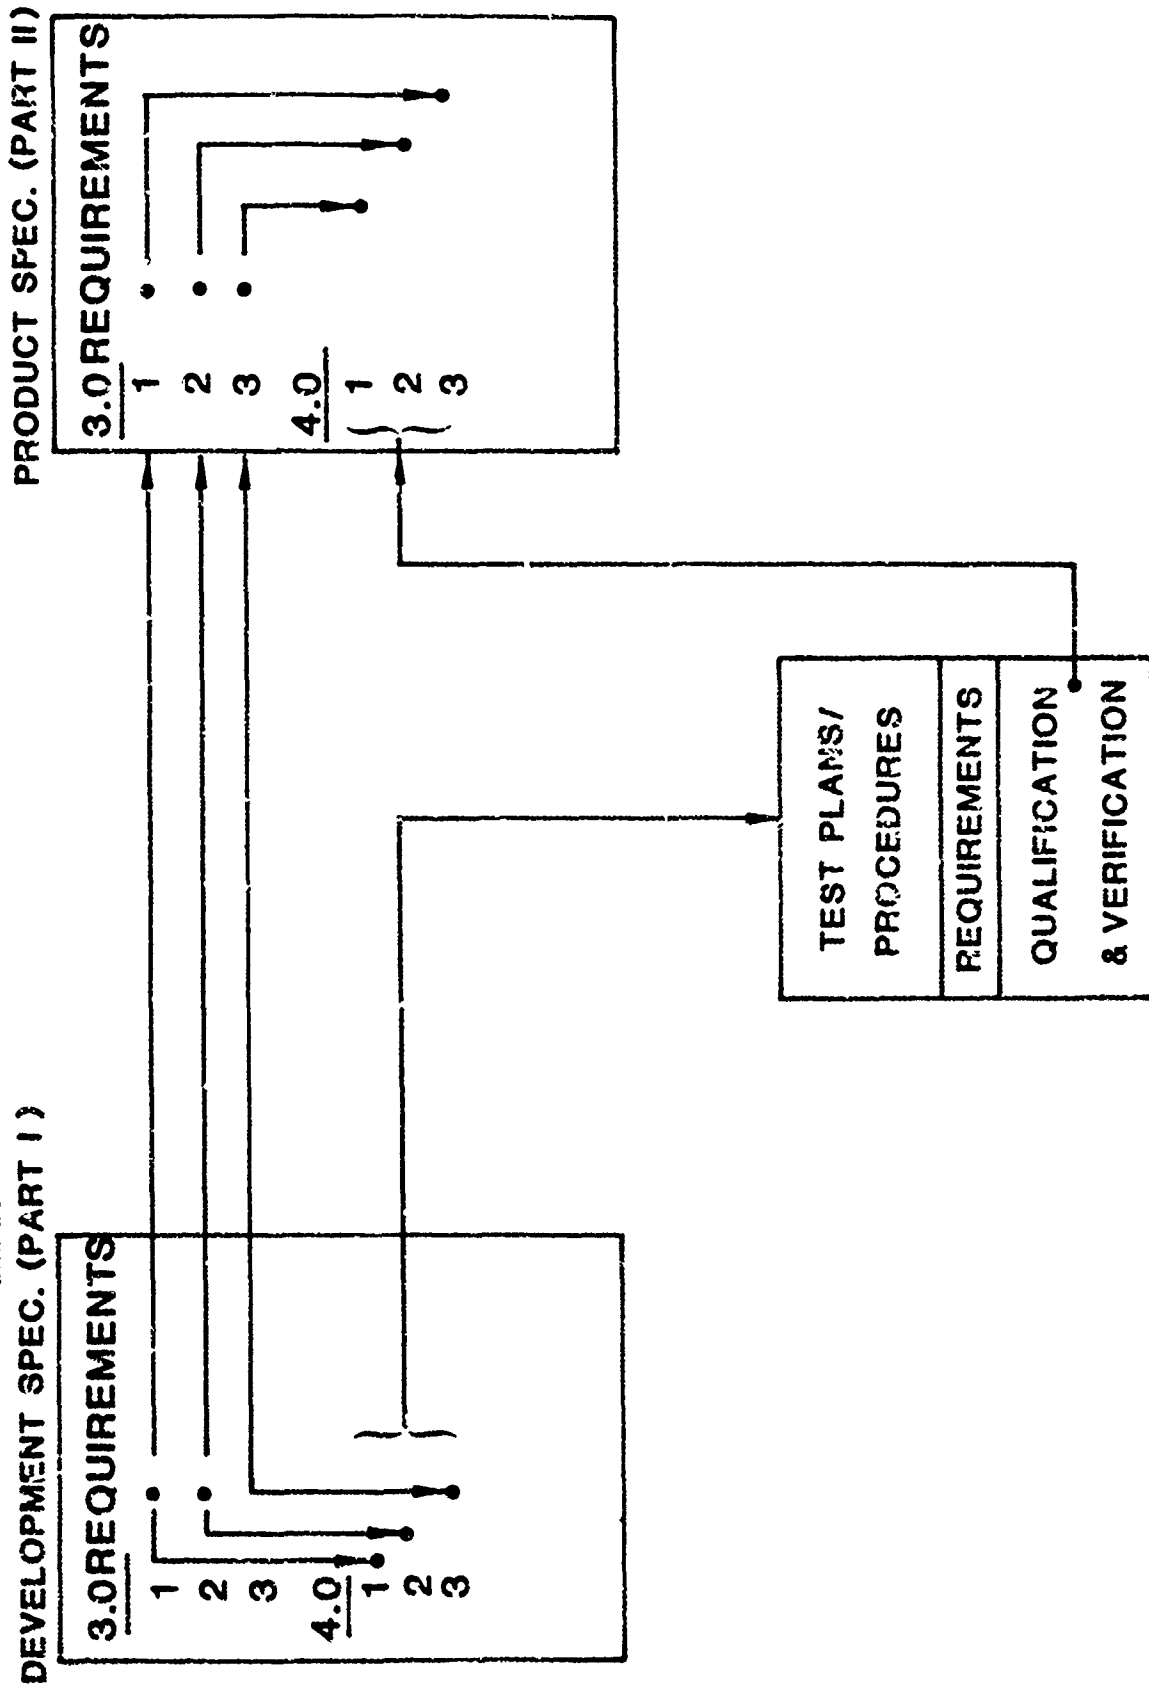 DEVELOPMENT SPEC. (PART I)
3.0 REQUIREMENTS
1
2
3
4.0
1
2
3
PRODUCT SPEC. (PART II)
3.0 REQUIREMENTS
1
2
3
4.0
1
2
3
TEST PLANS/
PROCEDURES
REQUIREMENTS
QUALIFICATION
& VERIFICATION